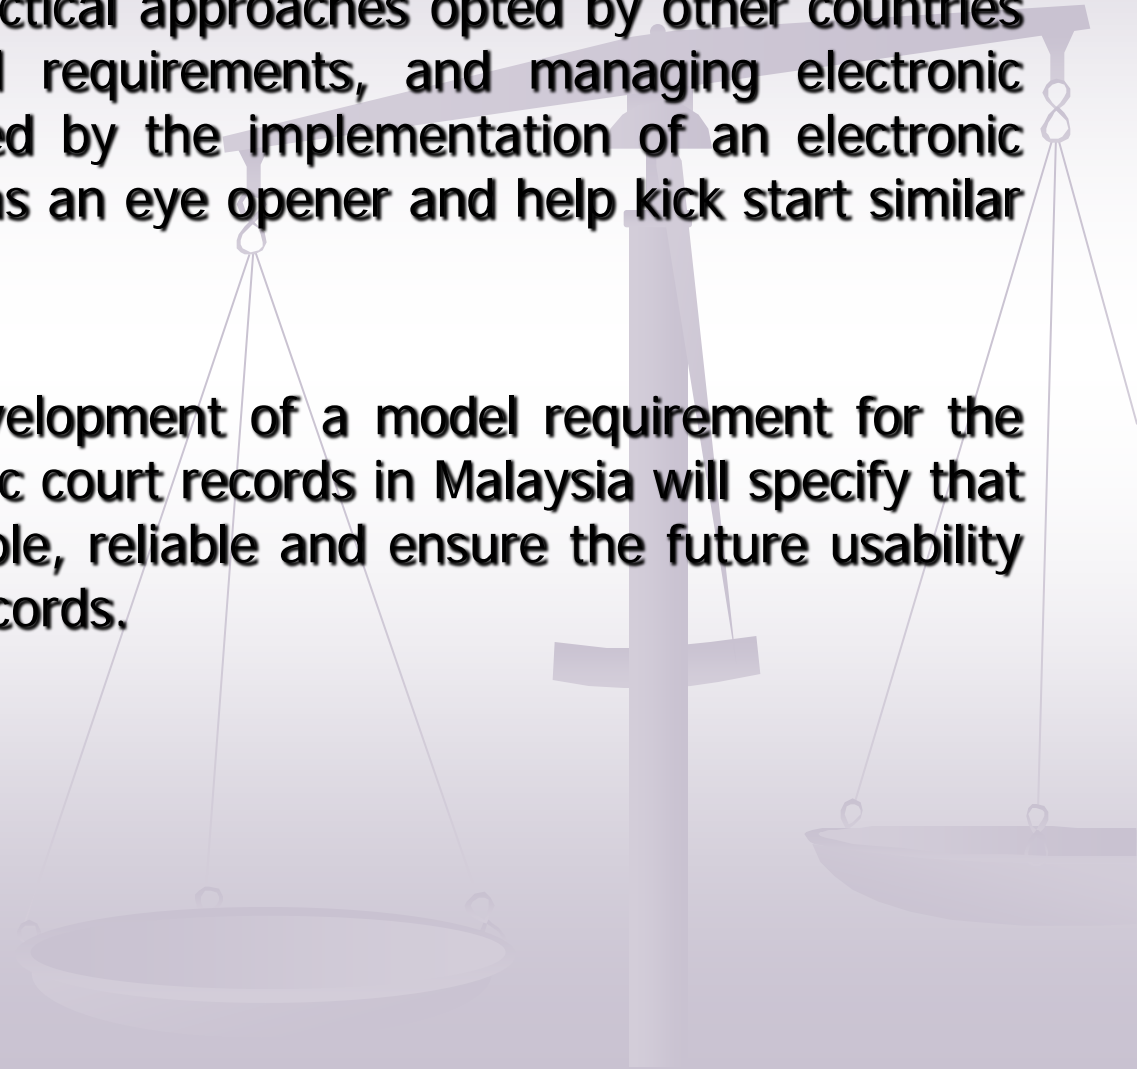 ctical approaches opted by other countries
requirements, and managing electronic
ed by the implementation of an electronic
as an eye opener and help kick start similar
velopment of a model requirement for the
ic court records in Malaysia will specify that
ble, reliable and ensure the future usability
cords.